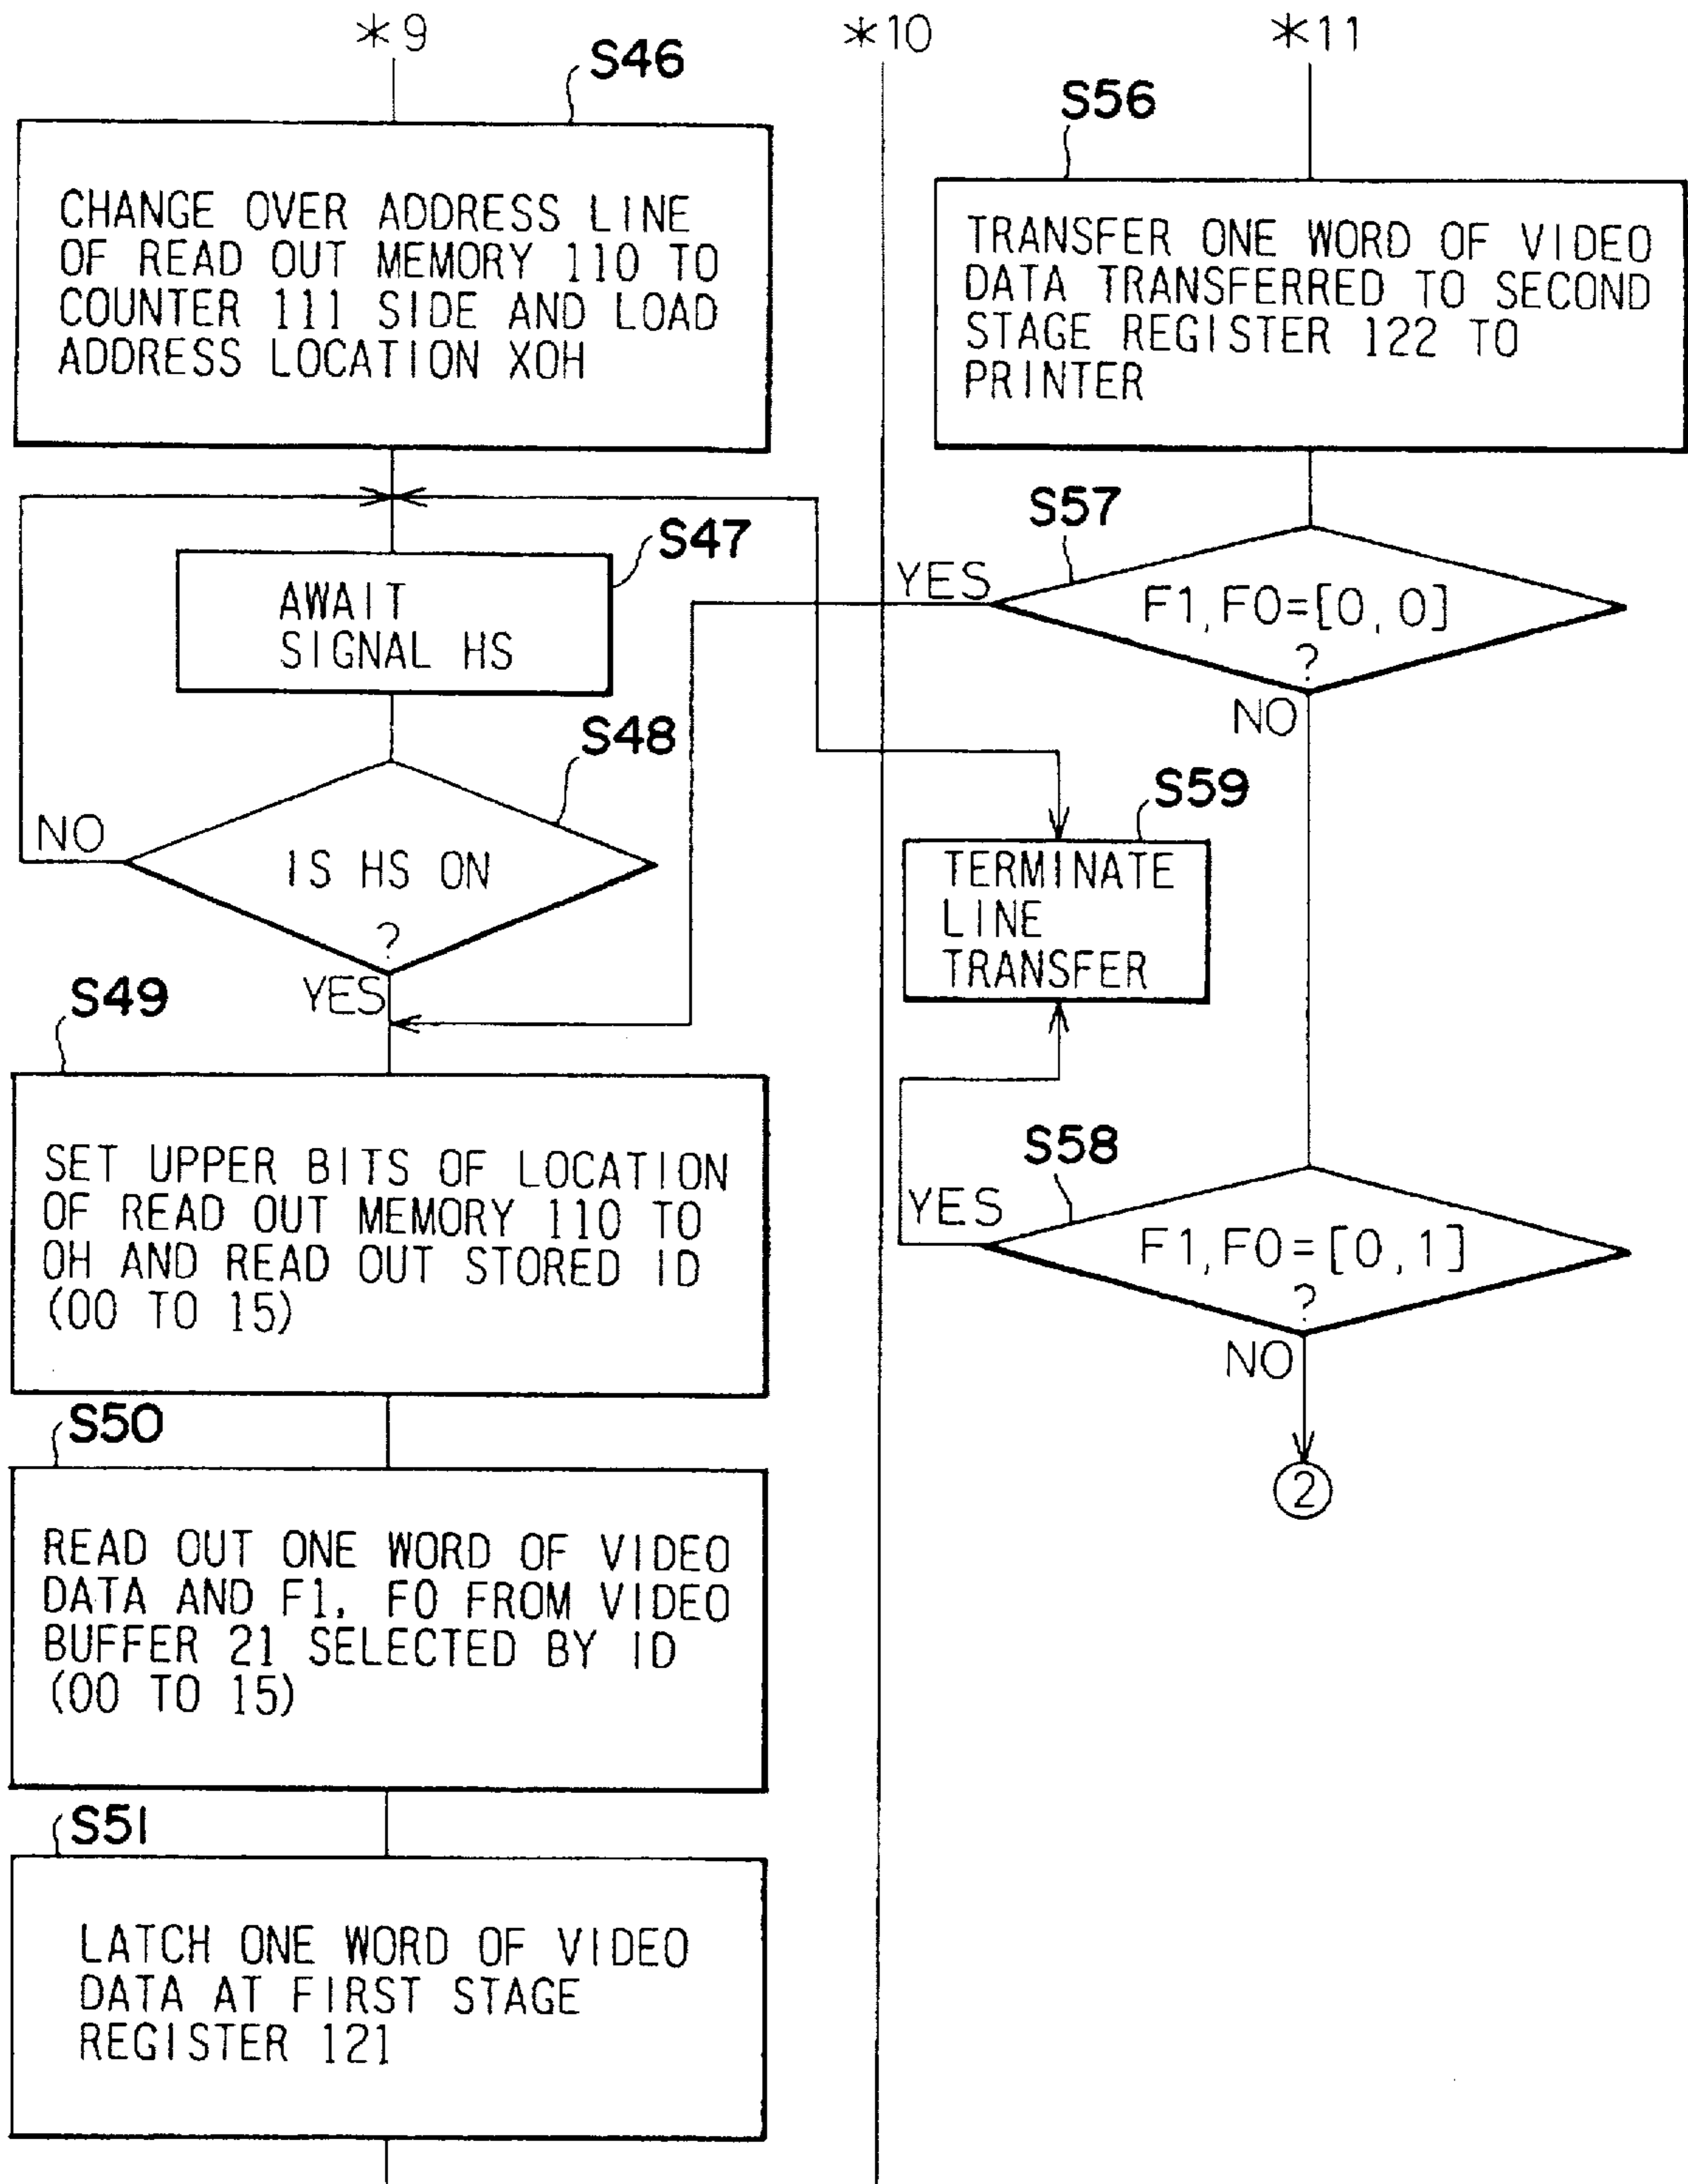 *9
S46
CHANGE OVER ADDRESS LINE
OF READ OUT MEMORY 110 TO
COUNTER 111 SIDE AND LOAD
ADDRESS LOCATION X0H
S47
AWAIT
SIGNAL HS
S48
NO
IS HS ON
?
YES
S49
SET UPPER BITS OF LOCATION
OF READ OUT MEMORY 110 TO
0H AND READ OUT STORED ID
(00 TO 15)
S50
READ OUT ONE WORD OF VIDEO
DATA AND F1, F0 FROM VIDEO
BUFFER 21 SELECTED BY ID
(00 TO 15)
S51
LATCH ONE WORD OF VIDEO
DATA AT FIRST STAGE
REGISTER 121
*10
*11
S56
TRANSFER ONE WORD OF VIDEO
DATA TRANSFERRED TO SECOND
STAGE REGISTER 122 TO
PRINTER
S57
YES
F1,F0=[0,0]
?
NO
S59
TERMINATE
LINE
TRANSFER
S58
YES
F1,F0=[0,1]
?
NO
2